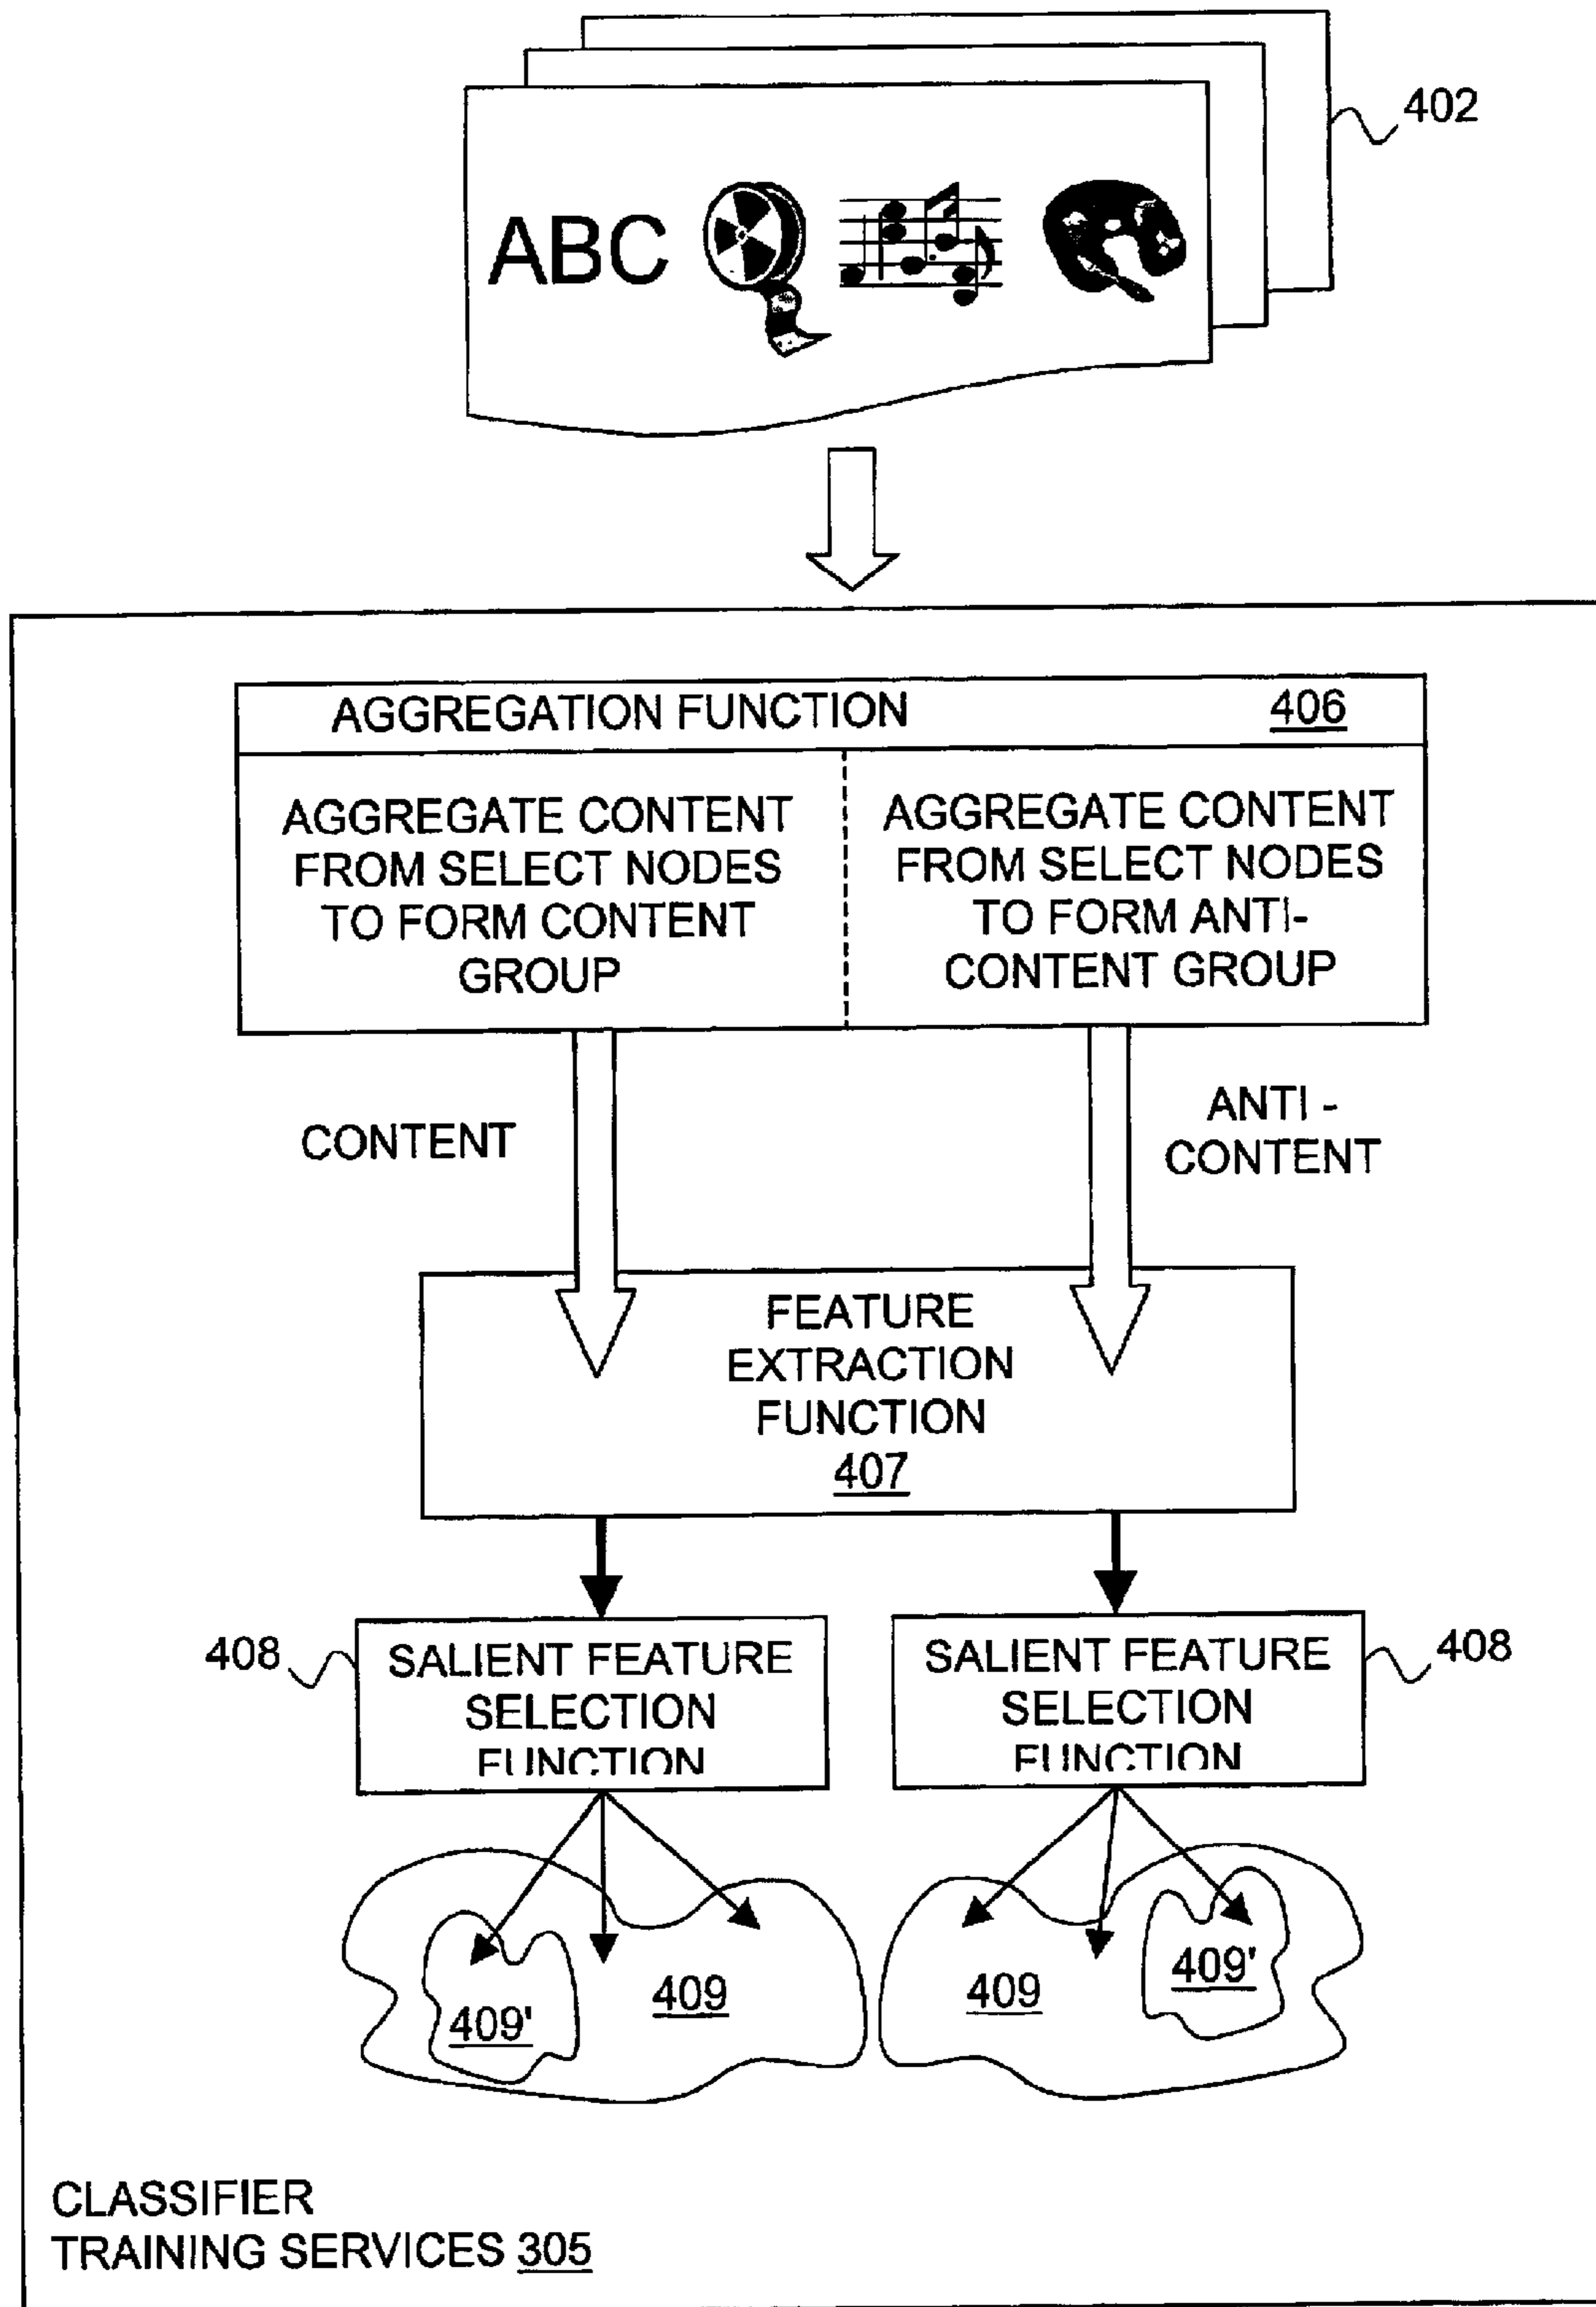 402
ABC
AGGREGATION FUNCTION 406
AGGREGATE CONTENT
FROM SELECT NODES
TO FORM CONTENT
GROUP
AGGREGATE CONTENT
FROM SELECT NODES
TO FORM ANTI-
CONTENT GROUP
CONTENT
ANTI -
CONTENT
FEATURE
EXTRACTION
FUNCTION
407
408
SALIENT FEATURE
SELECTION
FUNCTION
SALIENT FEATURE
SELECTION
FUNCTION
408
409'
409
409
409'
CLASSIFIER
TRAINING SERVICES 305